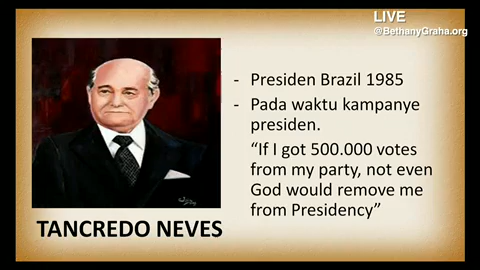 LIVE
@BethanyGraha.org
- Presiden Brazil 1985
- Pada waktu kampanye
presiden.
“If I got 500.000 votes
from my party, not even
God would remove me
from Presidency”
TANCREDO NEVES